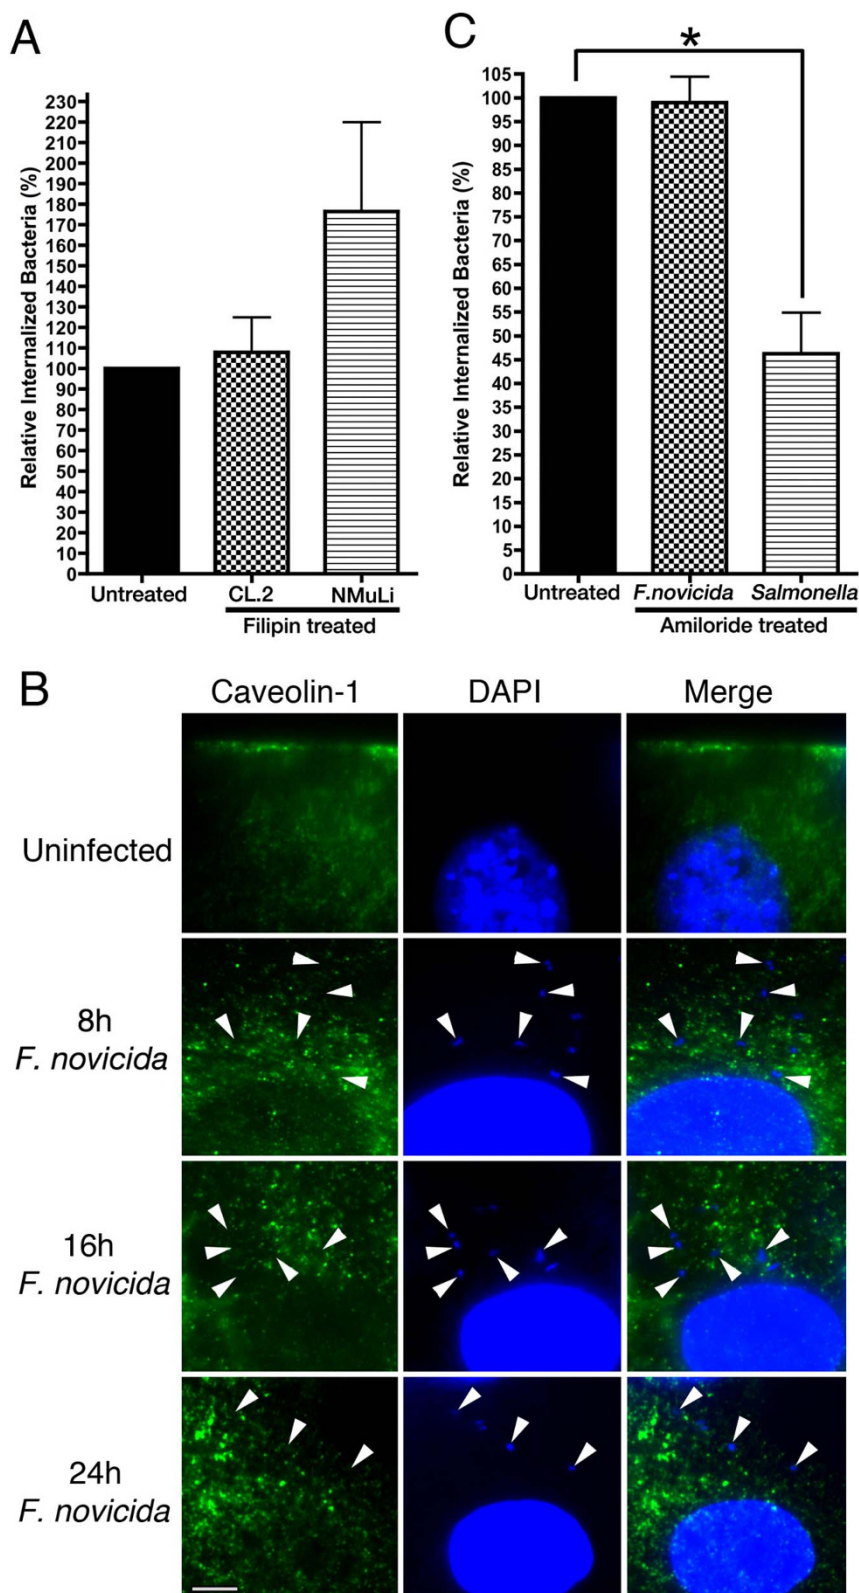 A
Relative Internalized Bacteria (%)
230
220
210
200
190
180
170
160
150
140
130
120
110
100
90
80
70
60
50
40
30
20
10
0
Untreated
CL.2
NMuLi
Filipin treated
C
*
Relative Internalized Bacteria (%)
105
100
95
90
85
80
75
70
65
60
55
50
45
40
35
30
25
20
15
10
5
0
Untreated
F.novicida
Salmonella
Amiloride treated
B
Caveolin-1
DAPI
Merge
Uninfected
8h
F. novicida
16h
F. novicida
24h
F. novicida